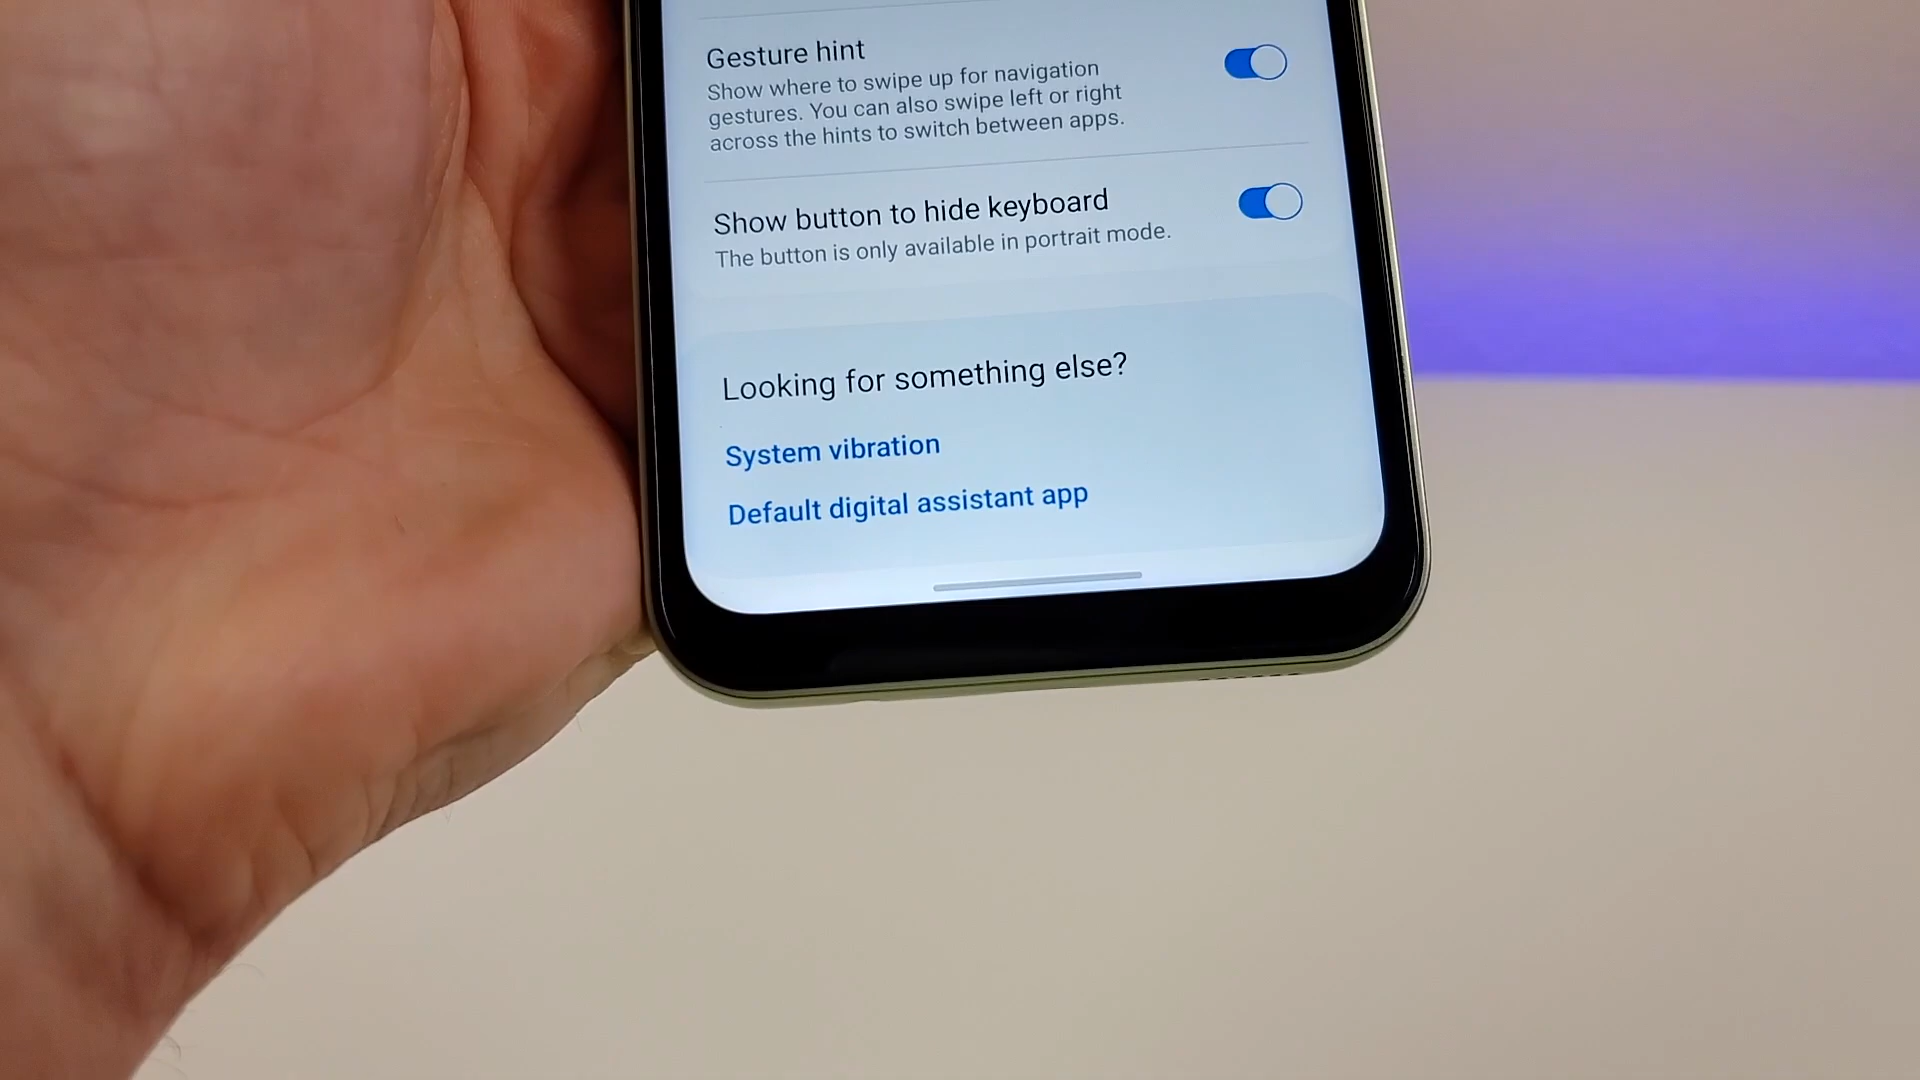 Gesture hint
Show where to swipe up for navigation
gestures. You can also swipe left or right
across the hints to switch between apps.
Show button to hide keyboard
The button is only available in portrait mode.
Looking for something else?
System vibration
Default digital assistant app